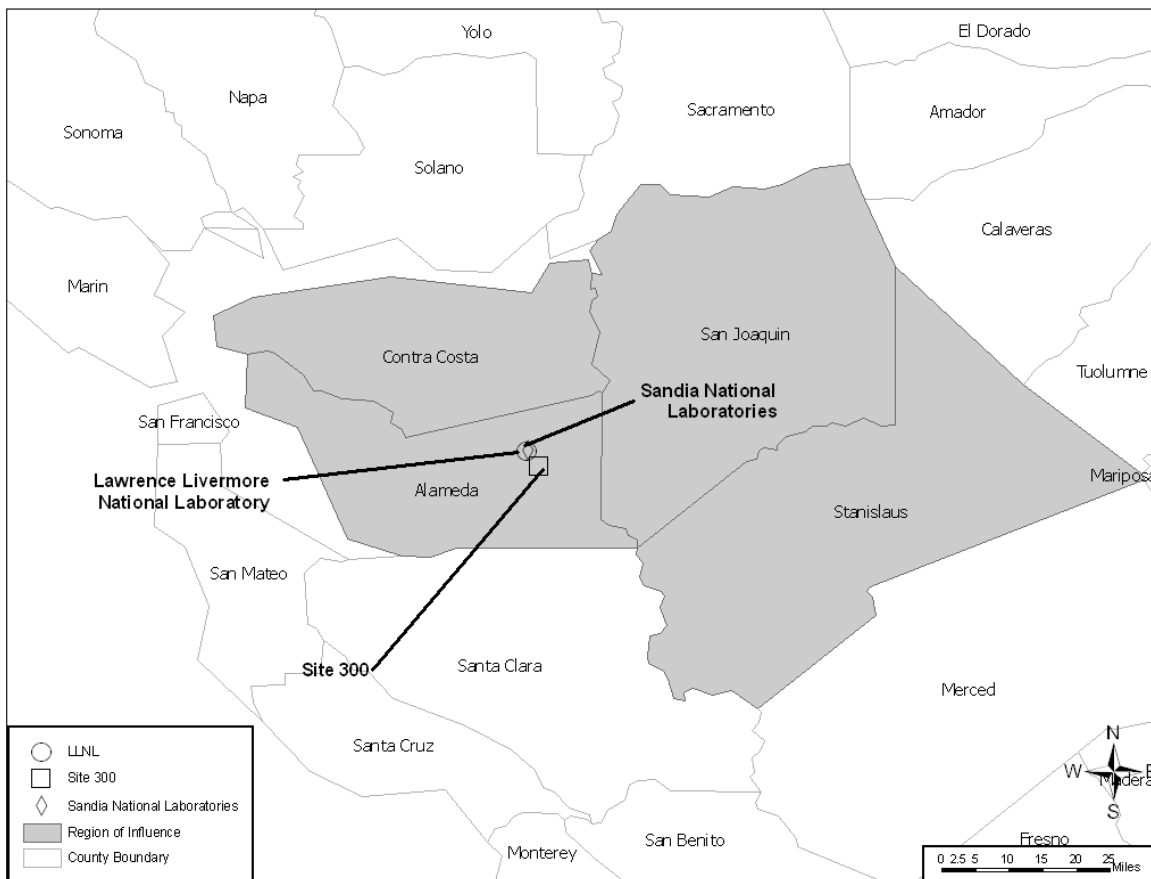 Yolo
El Dorado
Napa
Sacramento
Amador
Sonoma
Solano
Calaveras
Marin
San Joaquin
Contra Costa
Tuolumne
Sandia National
Laboratories
San Francisco
Lawrence Livermore
National Laboratory
Alameda
Mariposa
Stanislaus
San Mateo
Site 300
Santa Clara
Merced
Santa Cruz
San Benito
Monterey
Madera
Fresno
LLNL
Site 300
Sandia National Laboratories
Region of Influence
County Boundary
N
W E
S
0 2.5 5 10 15 20 25
Miles